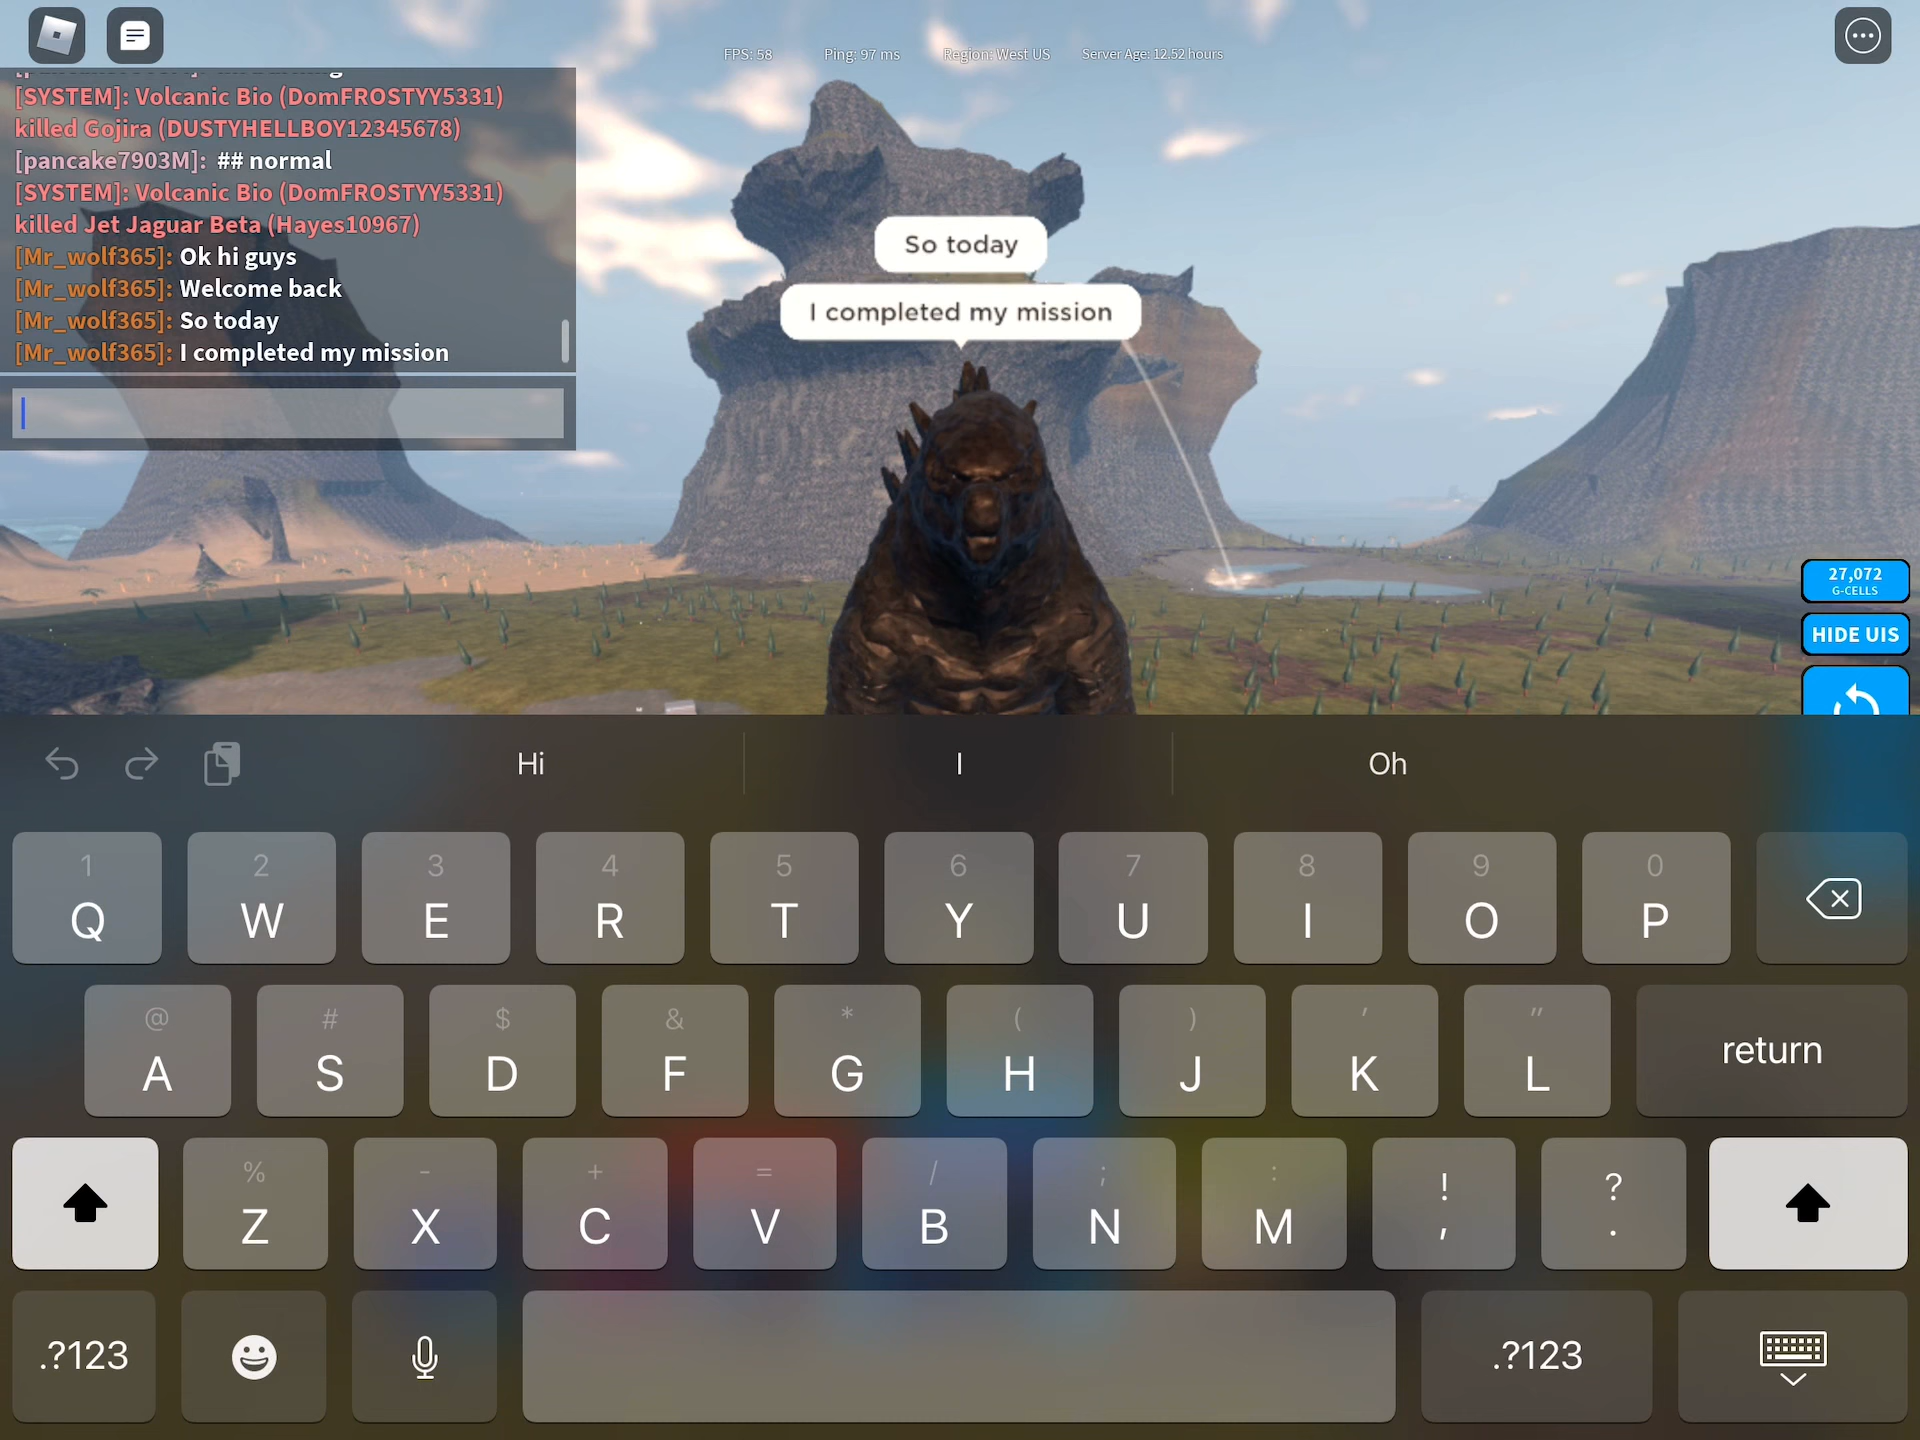 FPS: 58 Ping: 97 ms Region: West US Server Age: 12.52 hours
[SYSTEM]: Volcanic Bio (DomFROSTYY5331)
killed Gojira (DUSTYHELLBOY12345678)
[pancake7903M]: ## normal
[SYSTEM]: Volcanic Bio (DomFROSTYY5331)
killed Jet Jaguar Beta (Hayes10967)
[Mr_wolf365]: Ok hi guys
[Mr_wolf365]: Welcome back
[Mr_wolf365]: So today
[Mr_wolf365]: I completed my mission
So today
I completed my mission
27,072
G-CELLS
HIDE UIS
Hi I Oh
1 2 3 4 5 6 7 8 9 0
Q W E R T Y U I O P
@ # $ & * ( ) ' "
A S D F G H J K L return
% - + = / ; : ! ?
Z X C V B N M , .
.?123 .?123